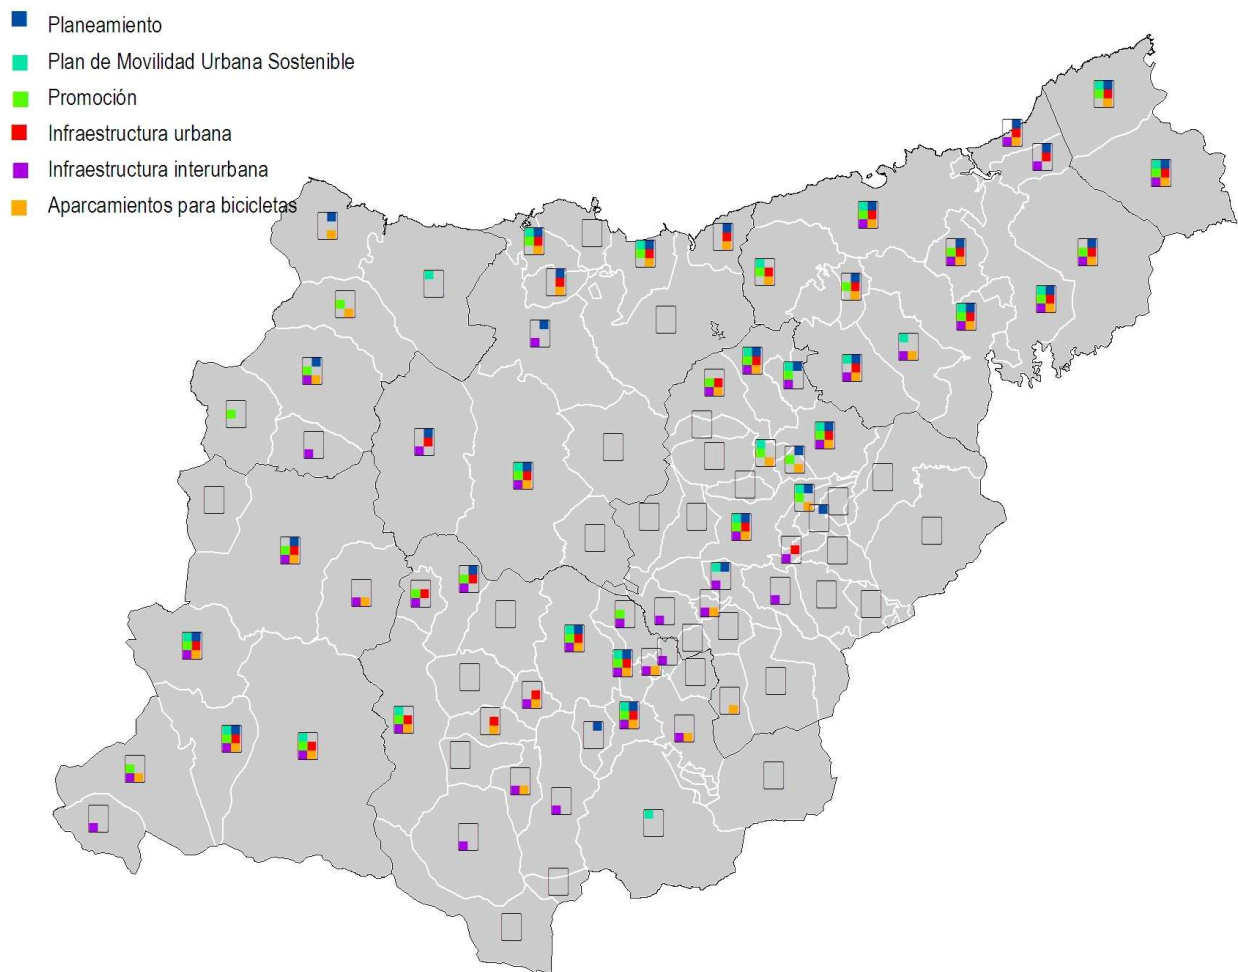 Planeamiento
Plan de Movilidad Urbana Sostenible
Promoción
Infraestructura urbana
Infraestructura interurbana
Aparcamientos para bicicletas